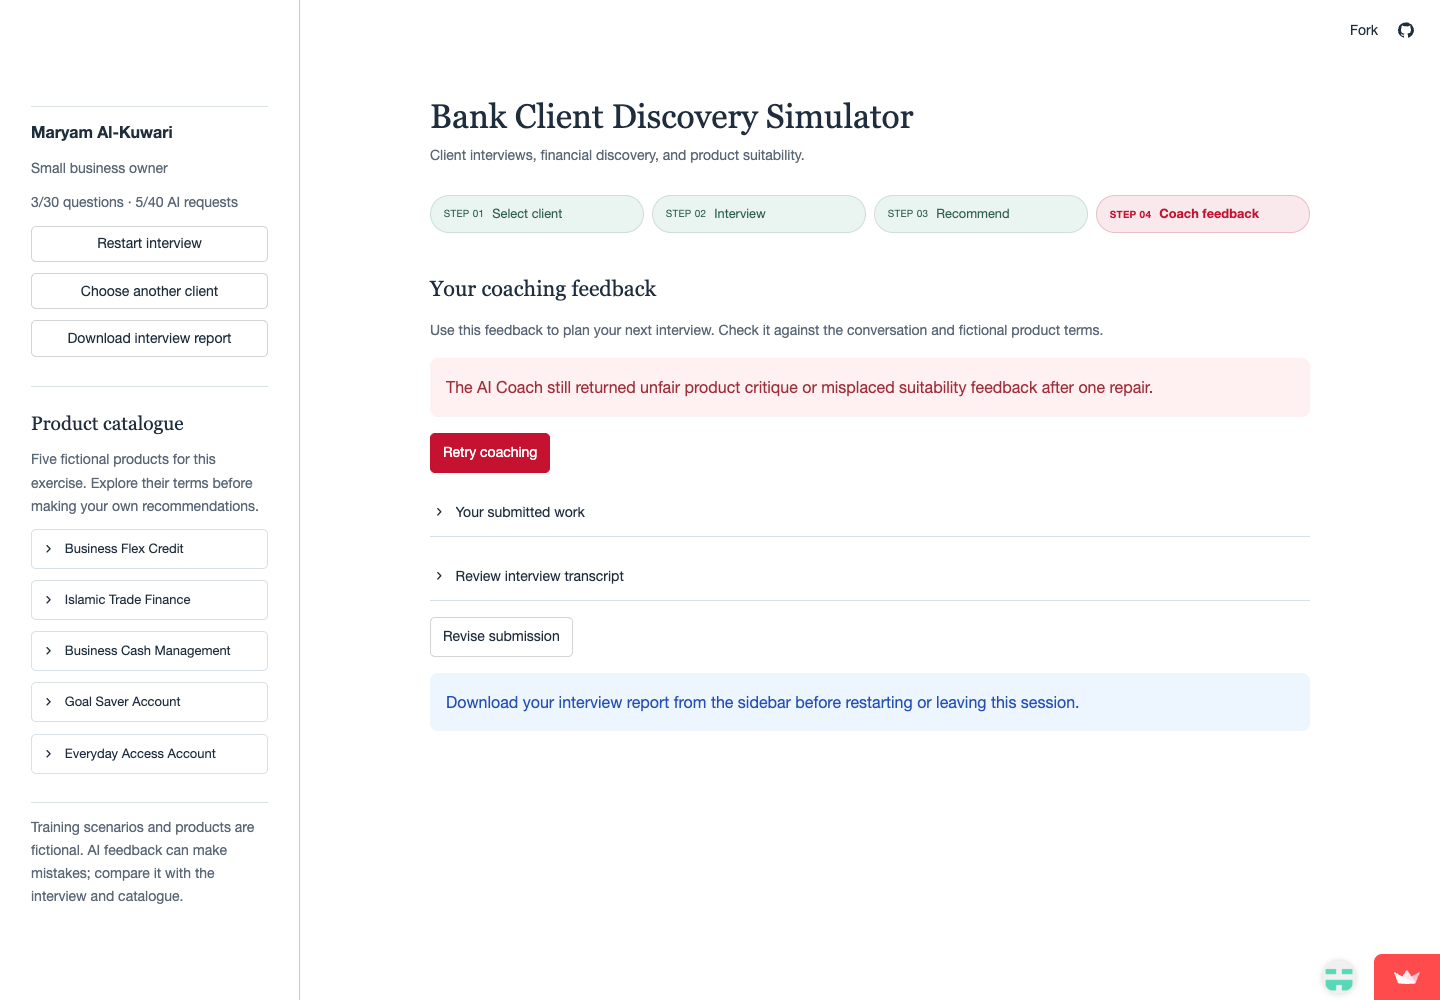 Fork
Maryam Al-Kuwari
Small business owner
3/30 questions · 5/40 AI requests
Restart interview
Choose another client
Download interview report
Product catalogue
Five fictional products for this
exercise. Explore their terms before
making your own recommendations.
Business Flex Credit
Islamic Trade Finance
Business Cash Management
Goal Saver Account
Everyday Access Account
Training scenarios and products are
fictional. AI feedback can make
mistakes; compare it with the
interview and catalogue.
Bank Client Discovery Simulator
Client interviews, financial discovery, and product suitability.
STEP 01 Select client
STEP 02 Interview
STEP 03 Recommend
STEP 04 Coach feedback
Your coaching feedback
Use this feedback to plan your next interview. Check it against the conversation and fictional product terms.
The AI Coach still returned unfair product critique or misplaced suitability feedback after one repair.
Retry coaching
Your submitted work
Review interview transcript
Revise submission
Download your interview report from the sidebar before restarting or leaving this session.